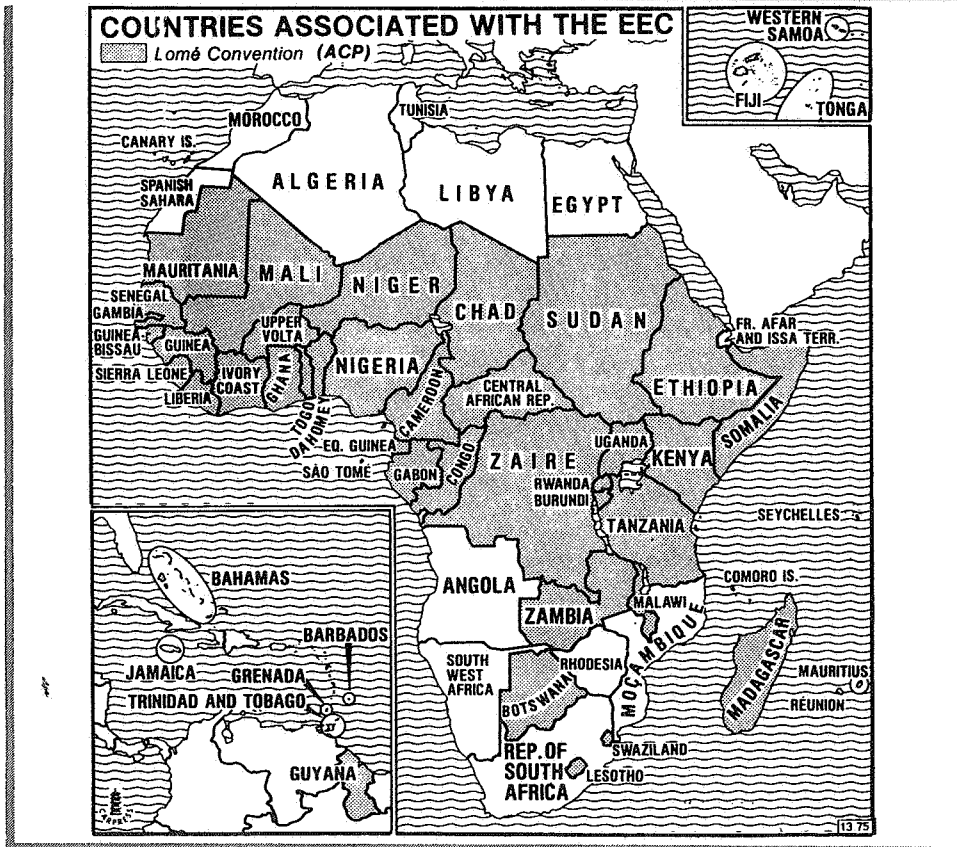 COUNTRIES ASSOCIATED WITH THE EEC
Lomé Convention (ACP)
WESTERN
SAMOA
FIJI
TONGA
MOROCCO
TUNISIA
CANARY IS.
ALGERIA
LIBYA
EGYPT
SPANISH
SAHARA
MAURITANIA
MALI
NIGER
CHAD
SUDAN
SENEGAL
GAMBIA
GUINEA-
BISSAU
GUINEA
UPPER
VOLTA
FR. AFAR
AND ISSA TERR.
SIERRA LEONE
LIBERIA
IVORY
COAST
GHANA
TOGO
DAHOMEY
NIGERIA
CAMEROON
CENTRAL
AFRICAN REP.
ETHIOPIA
SOMALIA
EQ. GUINEA
SÃO TOMÉ
GABON
CONGO
ZAIRE
UGANDA
KENYA
RWANDA
BURUNDI
TANZANIA
SEYCHELLES
ANGOLA
ZAMBIA
MALAWI
COMORO IS.
MOÇAMBIQUE
MADAGASCAR
MAURITIUS
RÉUNION
SOUTH
WEST
AFRICA
RHODESIA
BOTSWANA
REP. OF
SOUTH
AFRICA
SWAZILAND
LESOTHO
BAHAMAS
BARBADOS
JAMAICA
GRENADA
TRINIDAD AND TOBAGO
GUYANA
CARPRESS
13 75